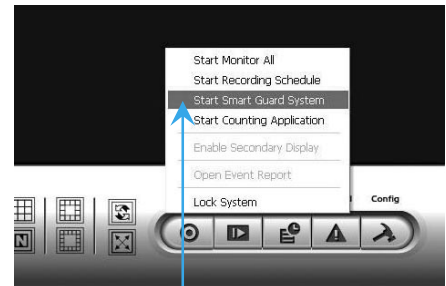 Start Monitor All
Start Recording Schedule
Start Smart Guard System
Start Counting Application
Enable Secondary Display
Open Event Report
Lock System
Config
N